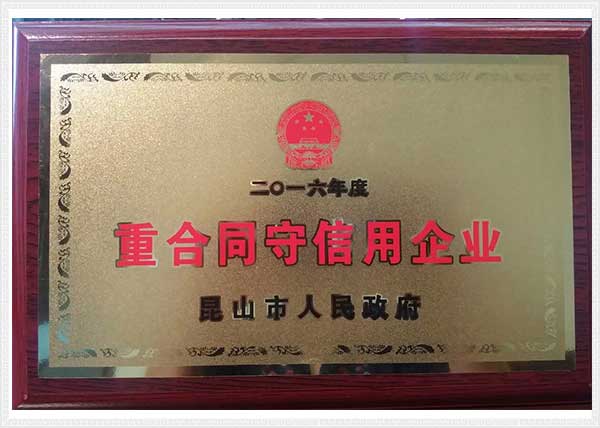 二〇一六年度
重合同守信用企业
昆山市人民政府